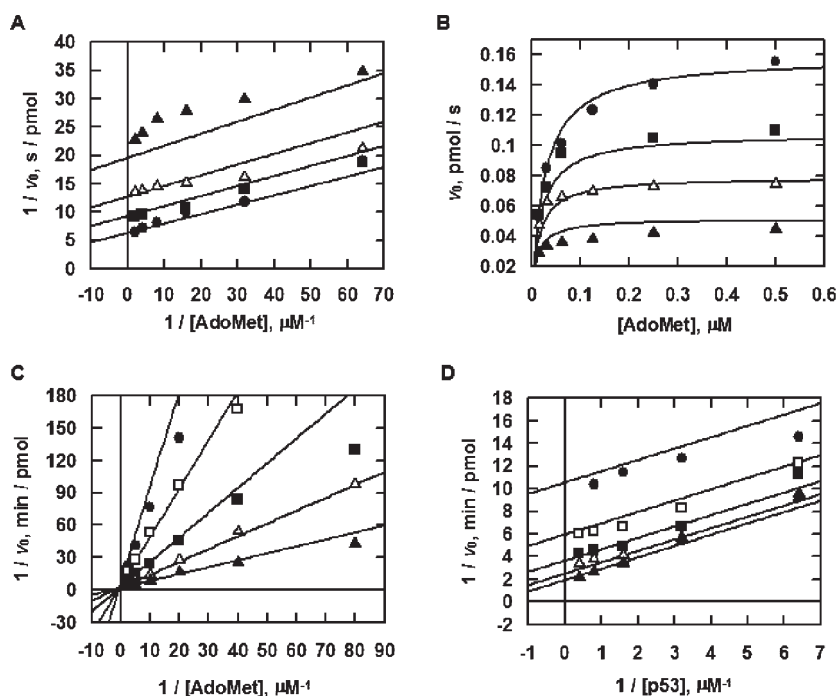 A
1 / v₀, s / pmol
40
35
30
25
20
15
10
5
0
-10 0 10 20 30 40 50 60 70
1 / [AdoMet], μM⁻¹
B
v₀, pmol / s
0.16
0.14
0.12
0.1
0.08
0.06
0.04
0.02
0 0.1 0.2 0.3 0.4 0.5 0.6
[AdoMet], μM
C
1 / v₀, min / pmol
180
150
120
90
60
30
0
-30
-10 0 10 20 30 40 50 60 70 80 90
1 / [AdoMet], μM⁻¹
D
1 / v₀, min / pmol
18
16
14
12
10
8
6
4
2
0
-2
-1 0 1 2 3 4 5 6 7
1 / [p53], μM⁻¹